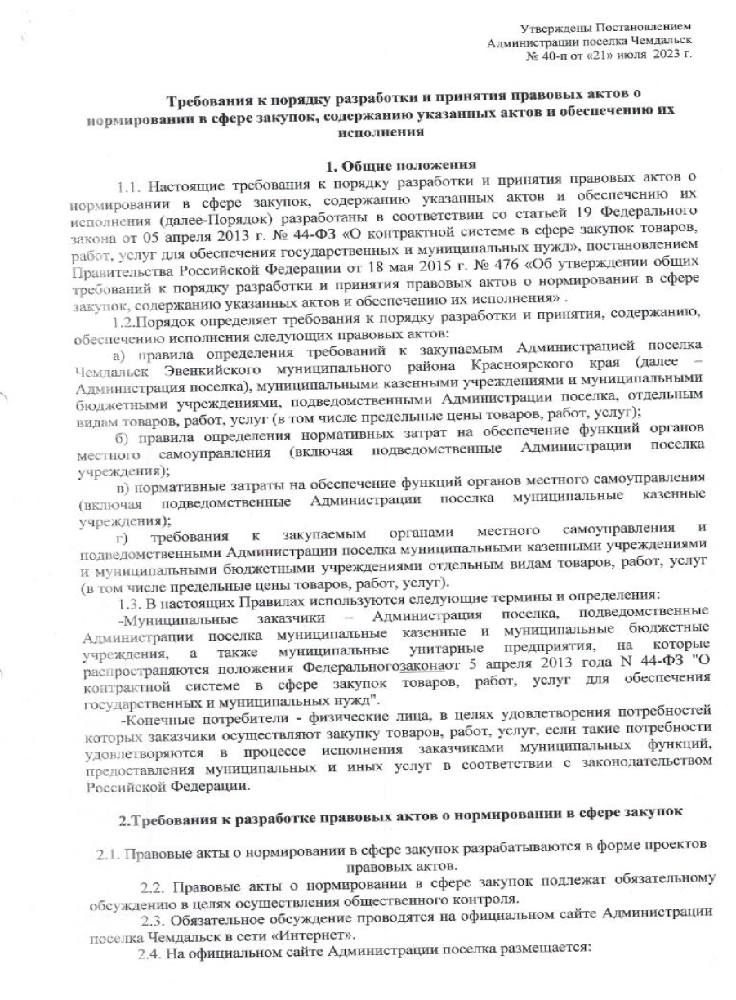 Утверждены Постановлением
Администрации поселка Чемдальск
№ 40-п от «21» июля 2023 г.
Требования к порядку разработки и принятия правовых актов о
нормировании в сфере закупок, содержанию указанных актов и обеспечению их
исполнения
1. Общие положения
1.1. Настоящие требования к порядку разработки и принятия правовых актов о
нормировании в сфере закупок, содержанию указанных актов и обеспечению их
исполнения (далее-Порядок) разработаны в соответствии со статьей 19 Федерального
закона от 05 апреля 2013 г. № 44-ФЗ «О контрактной системе в сфере закупок товаров,
работ, услуг для обеспечения государственных и муниципальных нужд», постановлением
Правительства Российской Федерации от 18 мая 2015 г. № 476 «Об утверждении общих
требований к порядку разработки и принятия правовых актов о нормировании в сфере
закупок, содержанию указанных актов и обеспечению их исполнения» .
1.2.Порядок определяет требования к порядку разработки и принятия, содержанию,
обеспечению исполнения следующих правовых актов:
а) правила определения требований к закупаемым Администрацией поселка
Чемдальск Эвенкийского муниципального района Красноярского края (далее –
Администрация поселка), муниципальными казенными учреждениями и муниципальными
бюджетными учреждениями, подведомственными Администрации поселка, отдельным
видам товаров, работ, услуг (в том числе предельные цены товаров, работ, услуг);
б) правила определения нормативных затрат на обеспечение функций органов
местного самоуправления (включая подведомственные Администрации поселка
учреждения);
в) нормативные затраты на обеспечение функций органов местного самоуправления
(включая подведомственные Администрации поселка муниципальные казенные
учреждения);
г) требования к закупаемым органами местного самоуправления и
подведомственными Администрации поселка муниципальными казенными учреждениями
и муниципальными бюджетными учреждениями отдельным видам товаров, работ, услуг
(в том числе предельные цены товаров, работ, услуг).
1.3. В настоящих Правилах используются следующие термины и определения:
-Муниципальные заказчики – Администрация поселка, подведомственные
Администрации поселка муниципальные казенные и муниципальные бюджетные
учреждения, а также муниципальные унитарные предприятия, на которые
распространяются положения Федеральногозаконаот 5 апреля 2013 года N 44-ФЗ "О
контрактной системе в сфере закупок товаров, работ, услуг для обеспечения
государственных и муниципальных нужд".
-Конечные потребители - физические лица, в целях удовлетворения потребностей
которых заказчики осуществляют закупку товаров, работ, услуг, если такие потребности
удовлетворяются в процессе исполнения заказчиками муниципальных функций,
предоставления муниципальных и иных услуг в соответствии с законодательством
Российской Федерации.
2.Требования к разработке правовых актов о нормировании в сфере закупок
2.1. Правовые акты о нормировании в сфере закупок разрабатываются в форме проектов
правовых актов.
2.2. Правовые акты о нормировании в сфере закупок подлежат обязательному
обсуждению в целях осуществления общественного контроля.
2.3. Обязательное обсуждение проводятся на официальном сайте Администрации
поселка Чемдальск в сети «Интернет».
2.4. На официальном сайте Администрации поселка размещается: